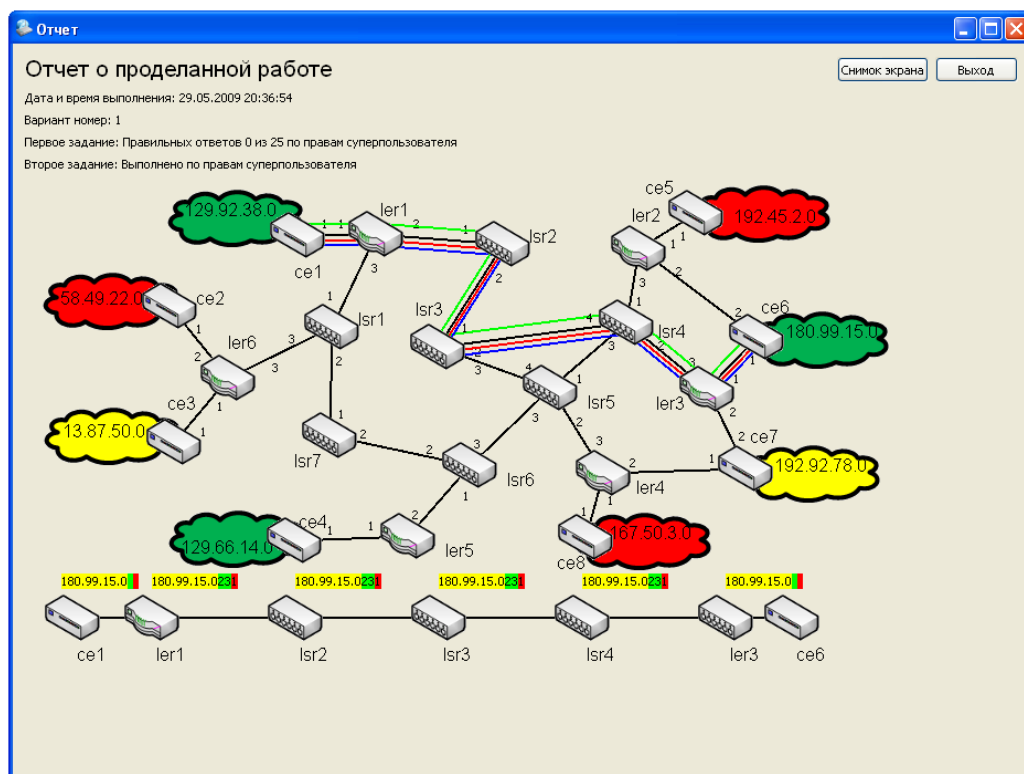 Отчет
Отчет о проделанной работе
Снимок экрана
Выход
Дата и время выполнения: 29.05.2009 20:36:54
Вариант номер: 1
Первое задание: Правильных ответов 0 из 25 по правам суперпользователя
Второе задание: Выполнено по правам суперпользователя
129.92.38.0
ce1
ler1
lsr2
ce5
192.45.2.0
ler2
58.49.22.0
ce2
lsr1
lsr3
lsr4
ce6
180.99.15.0
ler6
ce3
13.87.50.0
lsr7
lsr5
ler3
ce7
192.92.78.0
lsr6
ler4
ce4
129.66.14.0
ler5
ce8
167.50.3.0
180.99.15.0
180.99.15.0231
180.99.15.0231
180.99.15.0231
180.99.15.0231
180.99.15.0
ce1
ler1
lsr2
lsr3
lsr4
ler3
ce6